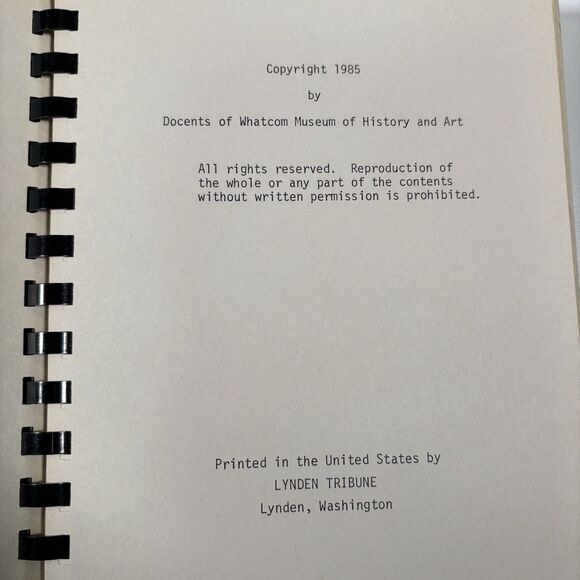 Copyright 1985
by
Docents of Whatcom Museum of History and Art
All rights reserved. Reproduction of
the whole or any part of the contents
without written permission is prohibited.
Printed in the United States by
LYNDEN TRIBUNE
Lynden, Washington